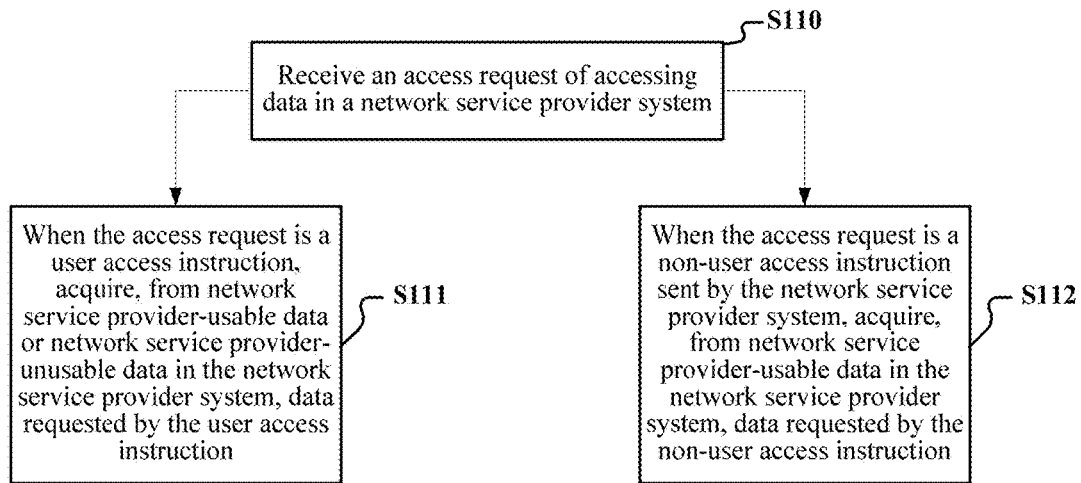 S110
Receive an access request of accessing
data in a network service provider system
When the access request is a
user access instruction,
acquire, from network
service provider-usable data
or network service provider-
unusable data in the network
service provider system, data
requested by the user access
instruction
S111
When the access request is a
non-user access instruction
sent by the network service
provider system, acquire,
from network service
provider-usable data in the
network service provider
system, data requested by the
non-user access instruction
S112